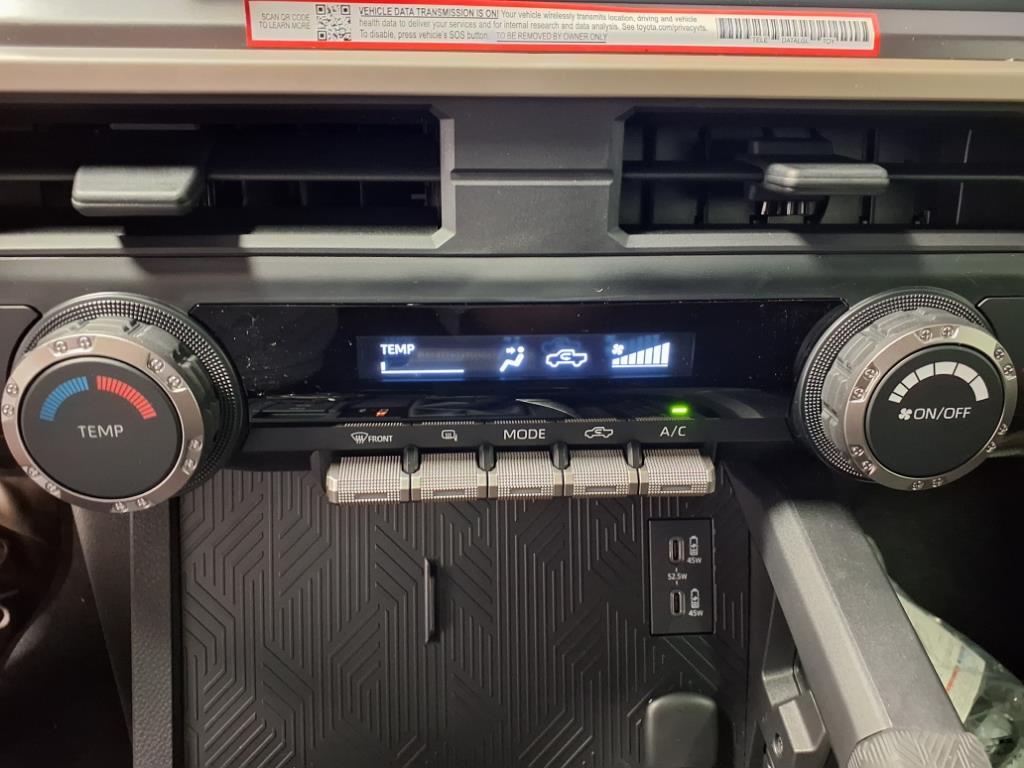 SCAN QR CODE
TO LEARN MORE
VEHICLE DATA TRANSMISSION IS ON! Your vehicle wirelessly transmits location, driving and vehicle
health data to deliver your services and for internal research and data analysis. See toyota.com/privacyvts.
To disable, press vehicle's SOS button. TO BE REMOVED BY OWNER ONLY
TELE DATALGL TOY
TEMP
TEMP
FRONT
MODE
A/C
ON/OFF
45W
52.5W
45W